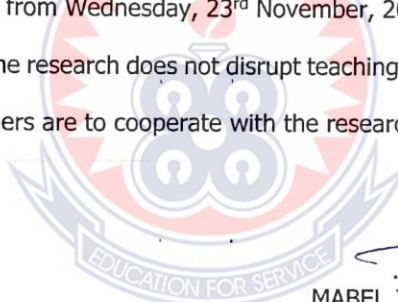 from Wednesday, 23rd November, 20
ne research does not disrupt teaching
ers are to cooperate with the researc
EDUCATION FOR SERVICE
MABEL